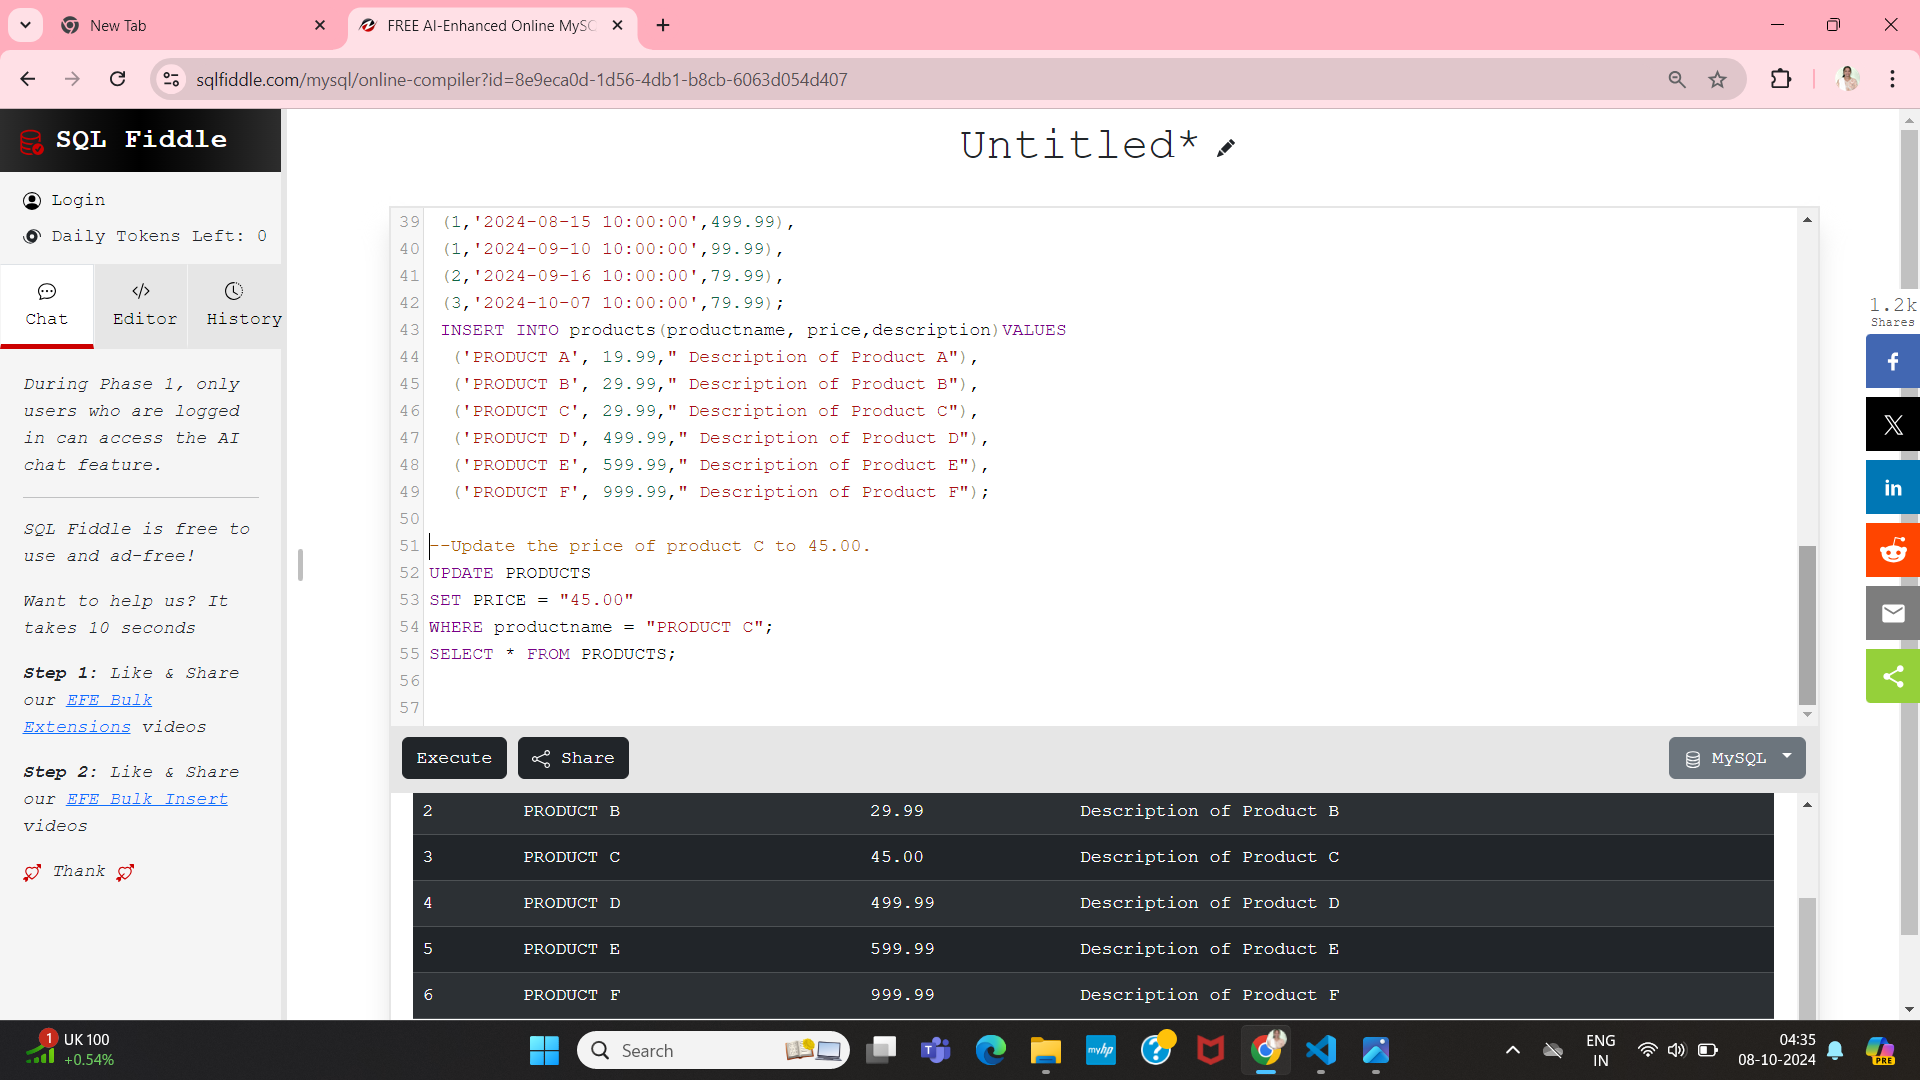 New Tab
FREE AI-Enhanced Online MySQ
sqlfiddle.com/mysql/online-compiler?id=8e9eca0d-1d56-4db1-b8cb-6063d054d407
SQL Fiddle
Login
Daily Tokens Left: 0
Chat
Editor
History
During Phase 1, only
users who are logged
in can access the AI
chat feature.
SQL Fiddle is free to
use and ad-free!
Want to help us? It
takes 10 seconds
Step 1: Like & Share
our EFE Bulk
Extensions videos
Step 2: Like & Share
our EFE Bulk Insert
videos
Thank
Untitled*
39 (1,'2024-08-15 10:00:00',499.99),
40 (1,'2024-09-10 10:00:00',99.99),
41 (2,'2024-09-16 10:00:00',79.99),
42 (3,'2024-10-07 10:00:00',79.99);
43 INSERT INTO products(productname, price,description)VALUES
44 ('PRODUCT A', 19.99," Description of Product A"),
45 ('PRODUCT B', 29.99," Description of Product B"),
46 ('PRODUCT C', 29.99," Description of Product C"),
47 ('PRODUCT D', 499.99," Description of Product D"),
48 ('PRODUCT E', 599.99," Description of Product E"),
49 ('PRODUCT F', 999.99," Description of Product F");
50
51 --Update the price of product C to 45.00.
52 UPDATE PRODUCTS
53 SET PRICE = "45.00"
54 WHERE productname = "PRODUCT C";
55 SELECT * FROM PRODUCTS;
56
57
Execute
Share
MySQL
2 PRODUCT B 29.99 Description of Product B
3 PRODUCT C 45.00 Description of Product C
4 PRODUCT D 499.99 Description of Product D
5 PRODUCT E 599.99 Description of Product E
6 PRODUCT F 999.99 Description of Product F
1.2k
Shares
f
X
in
1
UK 100
+0.54%
Search
T
myhp
?
ENG
IN
04:35
08-10-2024
PRE